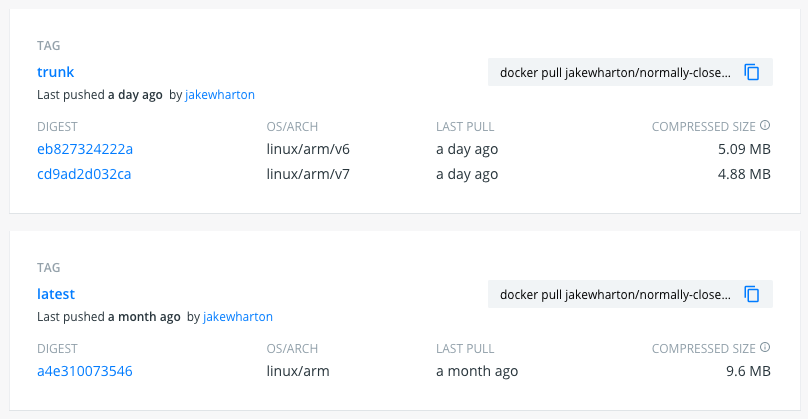 TAG
trunk
docker pull jakewharton/normally-close...
Last pushed a day ago by jakewharton
DIGEST OS/ARCH LAST PULL COMPRESSED SIZE
eb827324222a linux/arm/v6 a day ago 5.09 MB
cd9ad2d032ca linux/arm/v7 a day ago 4.88 MB
TAG
latest
docker pull jakewharton/normally-close...
Last pushed a month ago by jakewharton
DIGEST OS/ARCH LAST PULL COMPRESSED SIZE
a4e310073546 linux/arm a month ago 9.6 MB